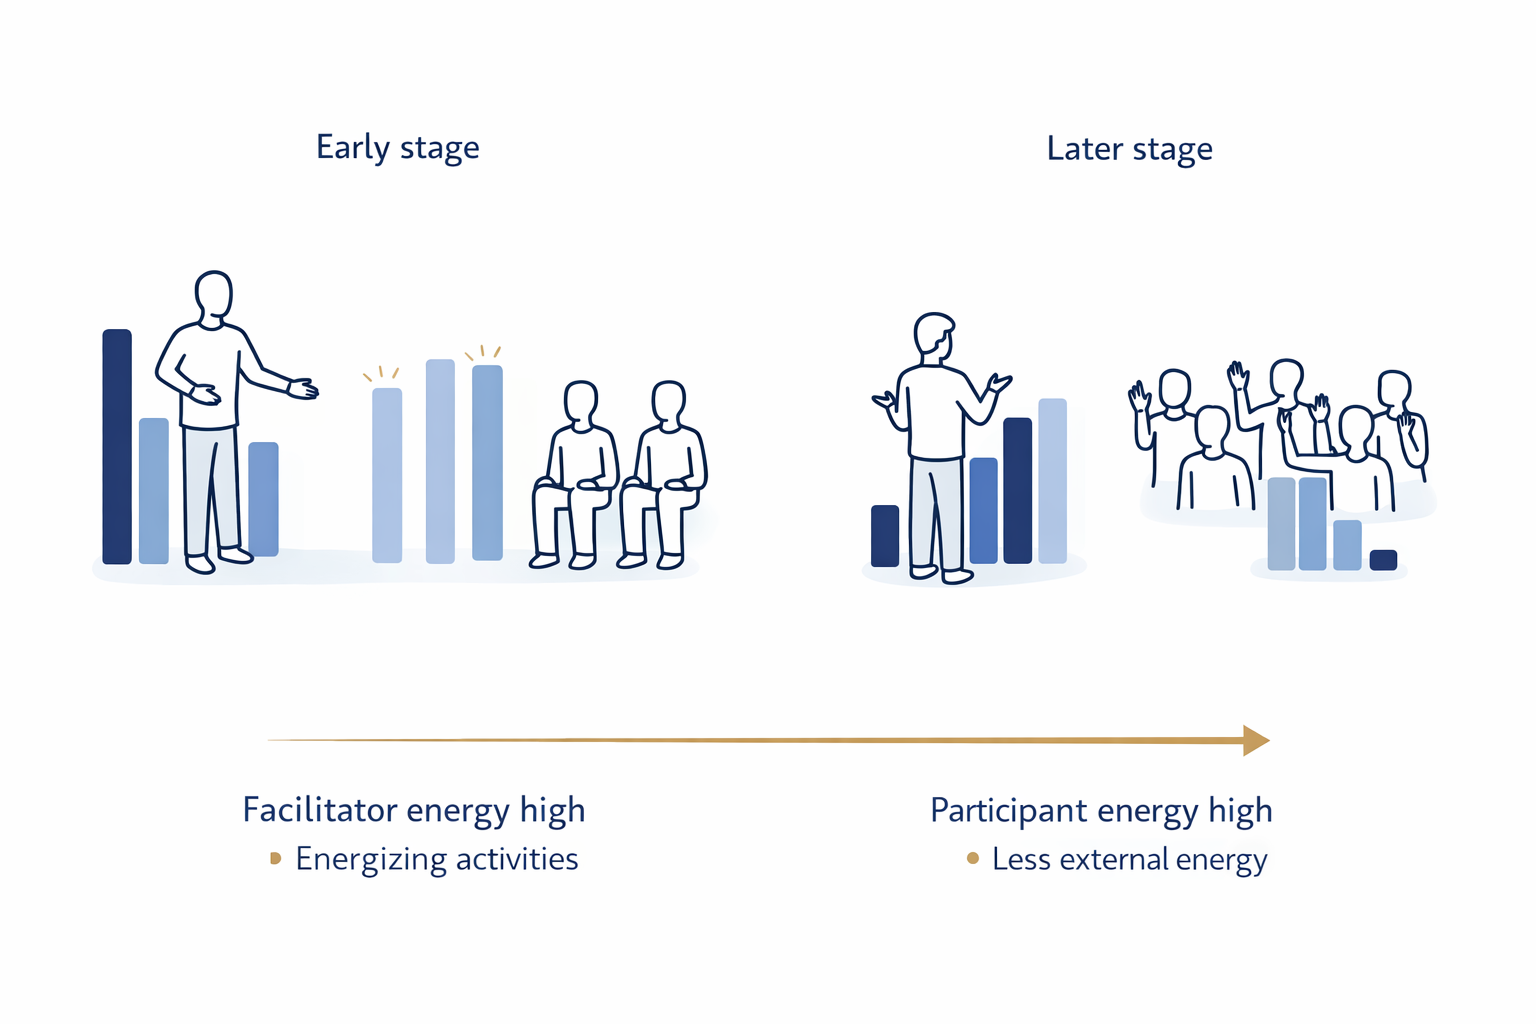 Early stage
Later stage
Facilitator energy high
Energizing activities
Participant energy high
Less external energy